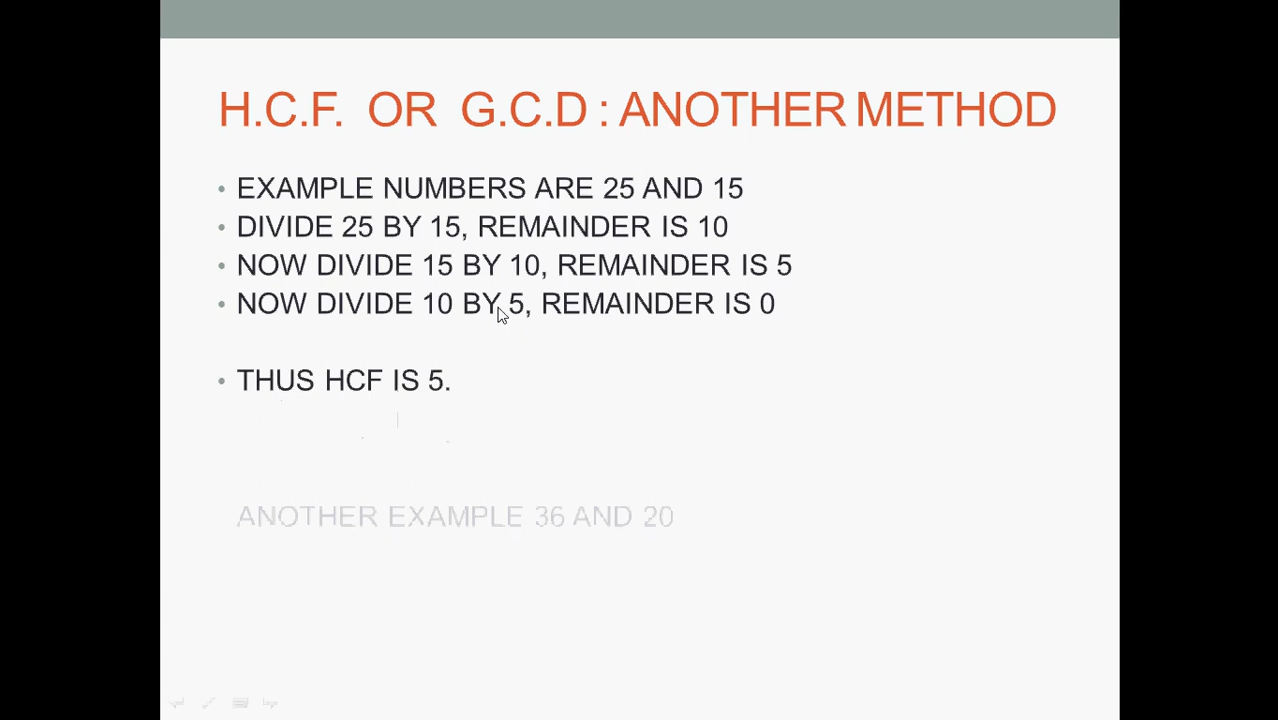 H.C.F. OR G.C.D : ANOTHER METHOD
• EXAMPLE NUMBERS ARE 25 AND 15
• DIVIDE 25 BY 15, REMAINDER IS 10
• NOW DIVIDE 15 BY 10, REMAINDER IS 5
• NOW DIVIDE 10 BY 5, REMAINDER IS 0
• THUS HCF IS 5.
ANOTHER EXAMPLE 36 AND 20